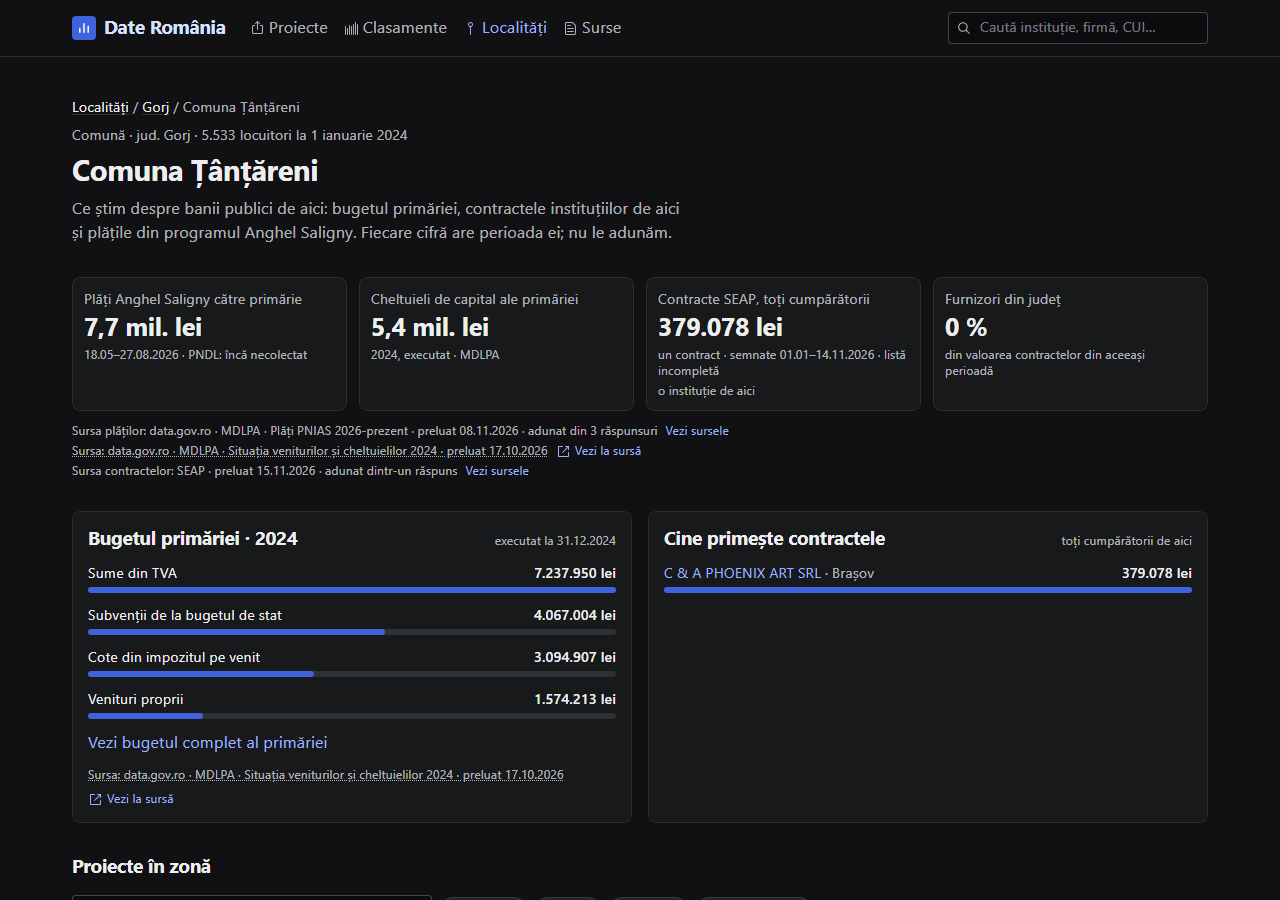 Date România
Proiecte
Clasamente
Localități
Surse
Caută instituție, firmă, CUI...
Localități / Gorj / Comuna Țânțăreni
Comună · jud. Gorj · 5.533 locuitori la 1 ianuarie 2024
Comuna Țânțăreni
Ce știm despre banii publici de aici: bugetul primăriei, contractele instituțiilor de aici
și plățile din programul Anghel Saligny. Fiecare cifră are perioada ei; nu le adunăm.
Plăți Anghel Saligny către primărie
7,7 mil. lei
18.05–27.08.2026 · PNDL: încă necolectat
Cheltuieli de capital ale primăriei
5,4 mil. lei
2024, executat · MDLPA
Contracte SEAP, toți cumpărătorii
379.078 lei
un contract · semnate 01.01–14.11.2026 · listă
incompletă
o instituție de aici
Furnizori din județ
0 %
din valoarea contractelor din aceeași
perioadă
Sursa plăților: data.gov.ro · MDLPA · Plăți PNIAS 2026-prezent · preluat 08.11.2026 · adunat din 3 răspunsuri Vezi sursele
Sursa: data.gov.ro · MDLPA · Situația veniturilor și cheltuielilor 2024 · preluat 17.10.2026 Vezi la sursă
Sursa contractelor: SEAP · preluat 15.11.2026 · adunat dintr-un răspuns Vezi sursele
Bugetul primăriei · 2024
executat la 31.12.2024
Sume din TVA 7.237.950 lei
Subvenții de la bugetul de stat 4.067.004 lei
Cote din impozitul pe venit 3.094.907 lei
Venituri proprii 1.574.213 lei
Vezi bugetul complet al primăriei
Sursa: data.gov.ro · MDLPA · Situația veniturilor și cheltuielilor 2024 · preluat 17.10.2026
Vezi la sursă
Cine primește contractele
toți cumpărătorii de aici
C & A PHOENIX ART SRL · Brașov 379.078 lei
Proiecte în zonă